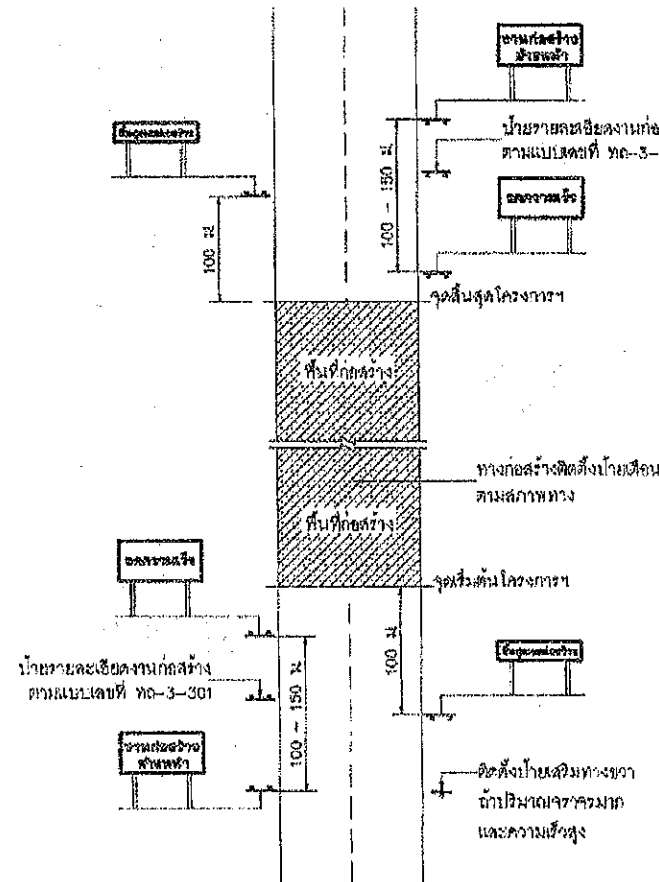 งานก่อสร้าง
ข้างหน้า
สิ้นสุดเขตก่อสร้าง
ป้ายรายละเอียดงานก่อ
ตามแบบเลขที่ ทถ-3-
100 - 150 ม
ลดความเร็ว
100 ม
จุดสิ้นสุดโครงการฯ
พื้นที่ก่อสร้าง
ทางก่อสร้างติดตั้งป้ายเตือน
ตามสภาพทาง
พื้นที่ก่อสร้าง
จุดเริ่มต้นโครงการฯ
ลดความเร็ว
100 ม
ป้ายรายละเอียดงานก่อสร้าง
ตามแบบเลขที่ ทถ-3-301
100 - 150 ม
งานก่อสร้าง
ข้างหน้า
ติดตั้งป้ายเสริมทางขวา
ถ้าปริมาณจราจรมาก
และความเร็วสูง